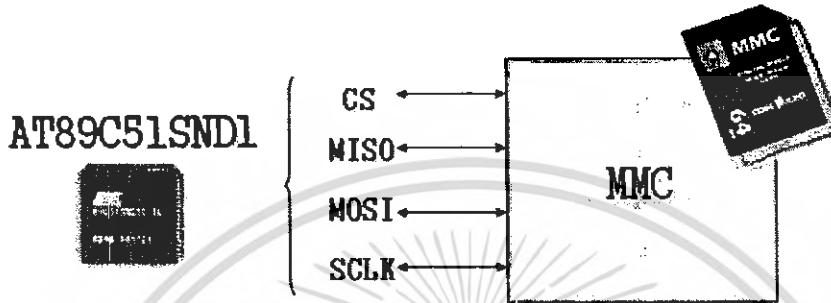 AT89C51SND1
CS
MISO
MOSI
SCLK
MMC
MMC